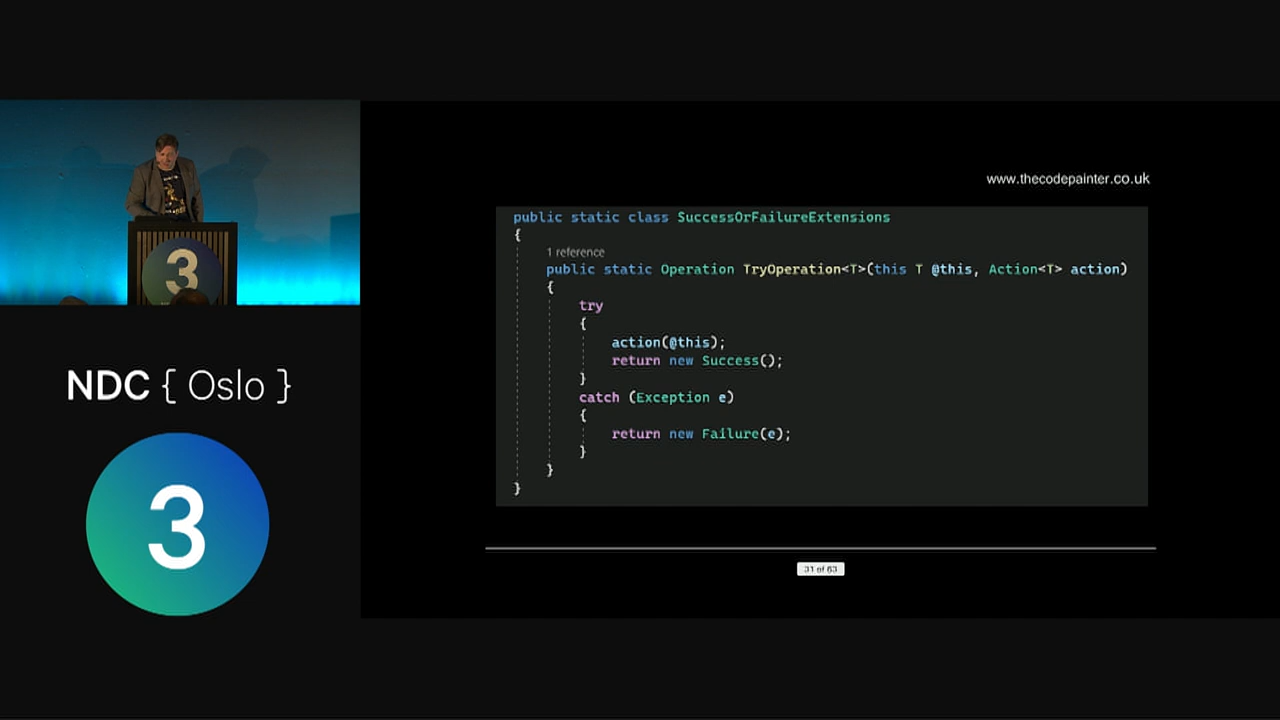 www.thecodepainter.co.uk
public static class SuccessOrFailureExtensions
{
1 reference
public static Operation TryOperation<T>(this T @this, Action<T> action)
{
try
{
action(@this);
return new Success();
}
catch (Exception e)
{
return new Failure(e);
}
}
}
31 of 63
3
NDC { Oslo }
3